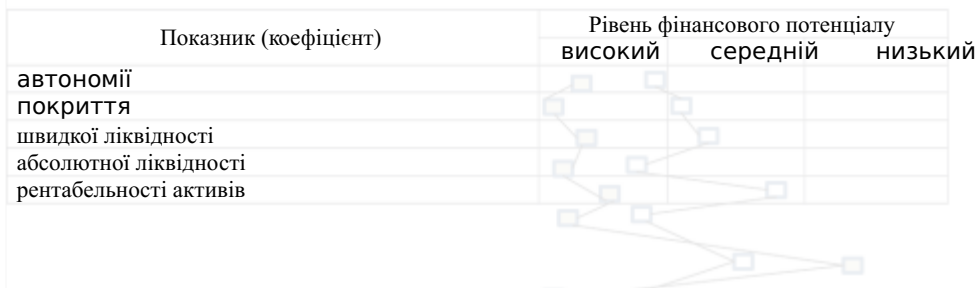 Показник (коефіцієнт)
Рівень фінансового потенціалу
високий середній низький
автономії
покриття
швидкої ліквідності
абсолютної ліквідності
рентабельності активів